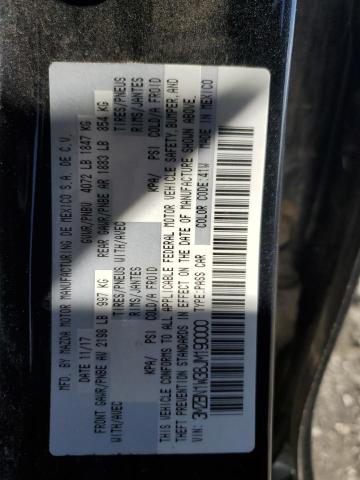 MFD. BY MAZDA MOTOR MANUFACTURING DE MEXICO S.A. DE C.V.
DATE 11/17 GVWR/PNBV 4072 LB 1847 KG
GAWR/PNBE AV 2198 LB 997 KG REAR GAWR/PNBE AR 1883 LB 854 KG
WITH/AVEC TIRES/PNEUS WITH/AVEC TIRES/PNEUS
RIMS/JANTES RIMS/JANTES
KPA/ PSI COLD/A FROID KPA/ PSI COLD/A FROID
THIS VEHICLE CONFORMS TO ALL APPLICABLE FEDERAL MOTOR VEHICLE SAFETY, BUMPER, AND
THEFT PREVENTION STANDARDS IN EFFECT ON THE DATE OF MANUFACTURE SHOWN ABOVE.
VIN: 3MZBN1W38JM190000 TYPE:PASS CAR COLOR CODE:41W MADE IN MEXICO